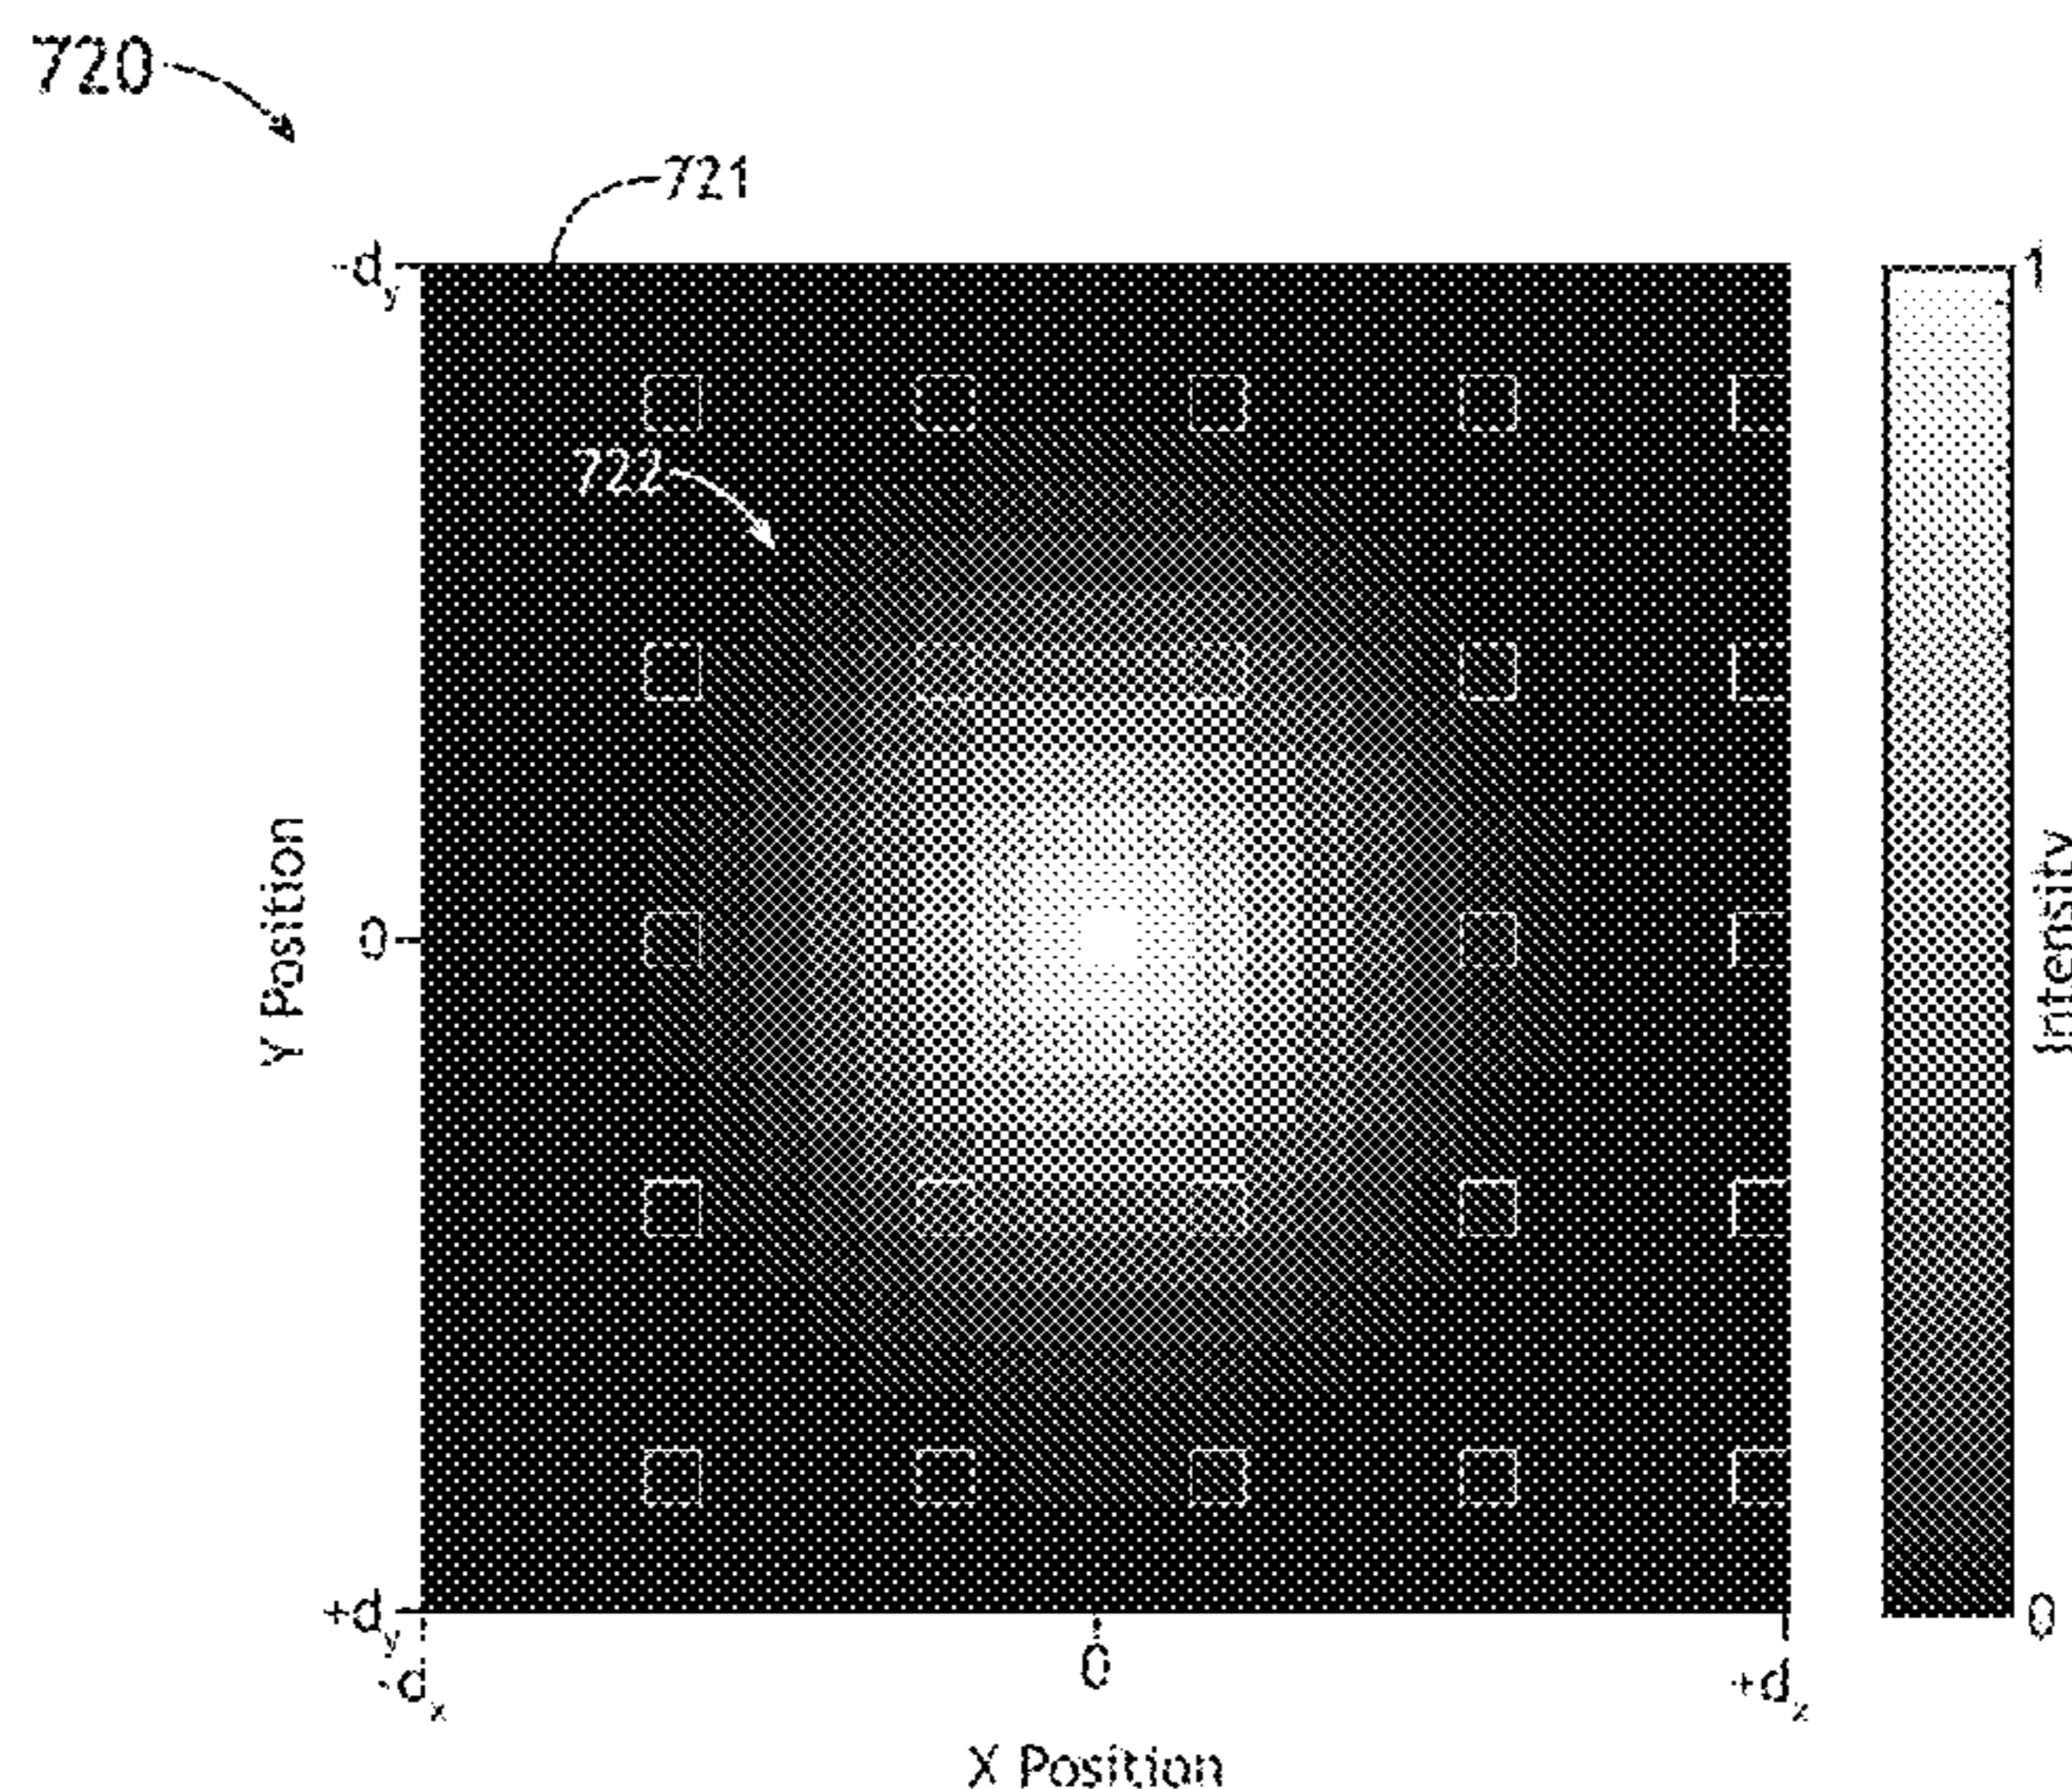 720
721
-dy
1
722
Y Position
0
Intensity
+dy
0
-dx
0
+dx
X Position